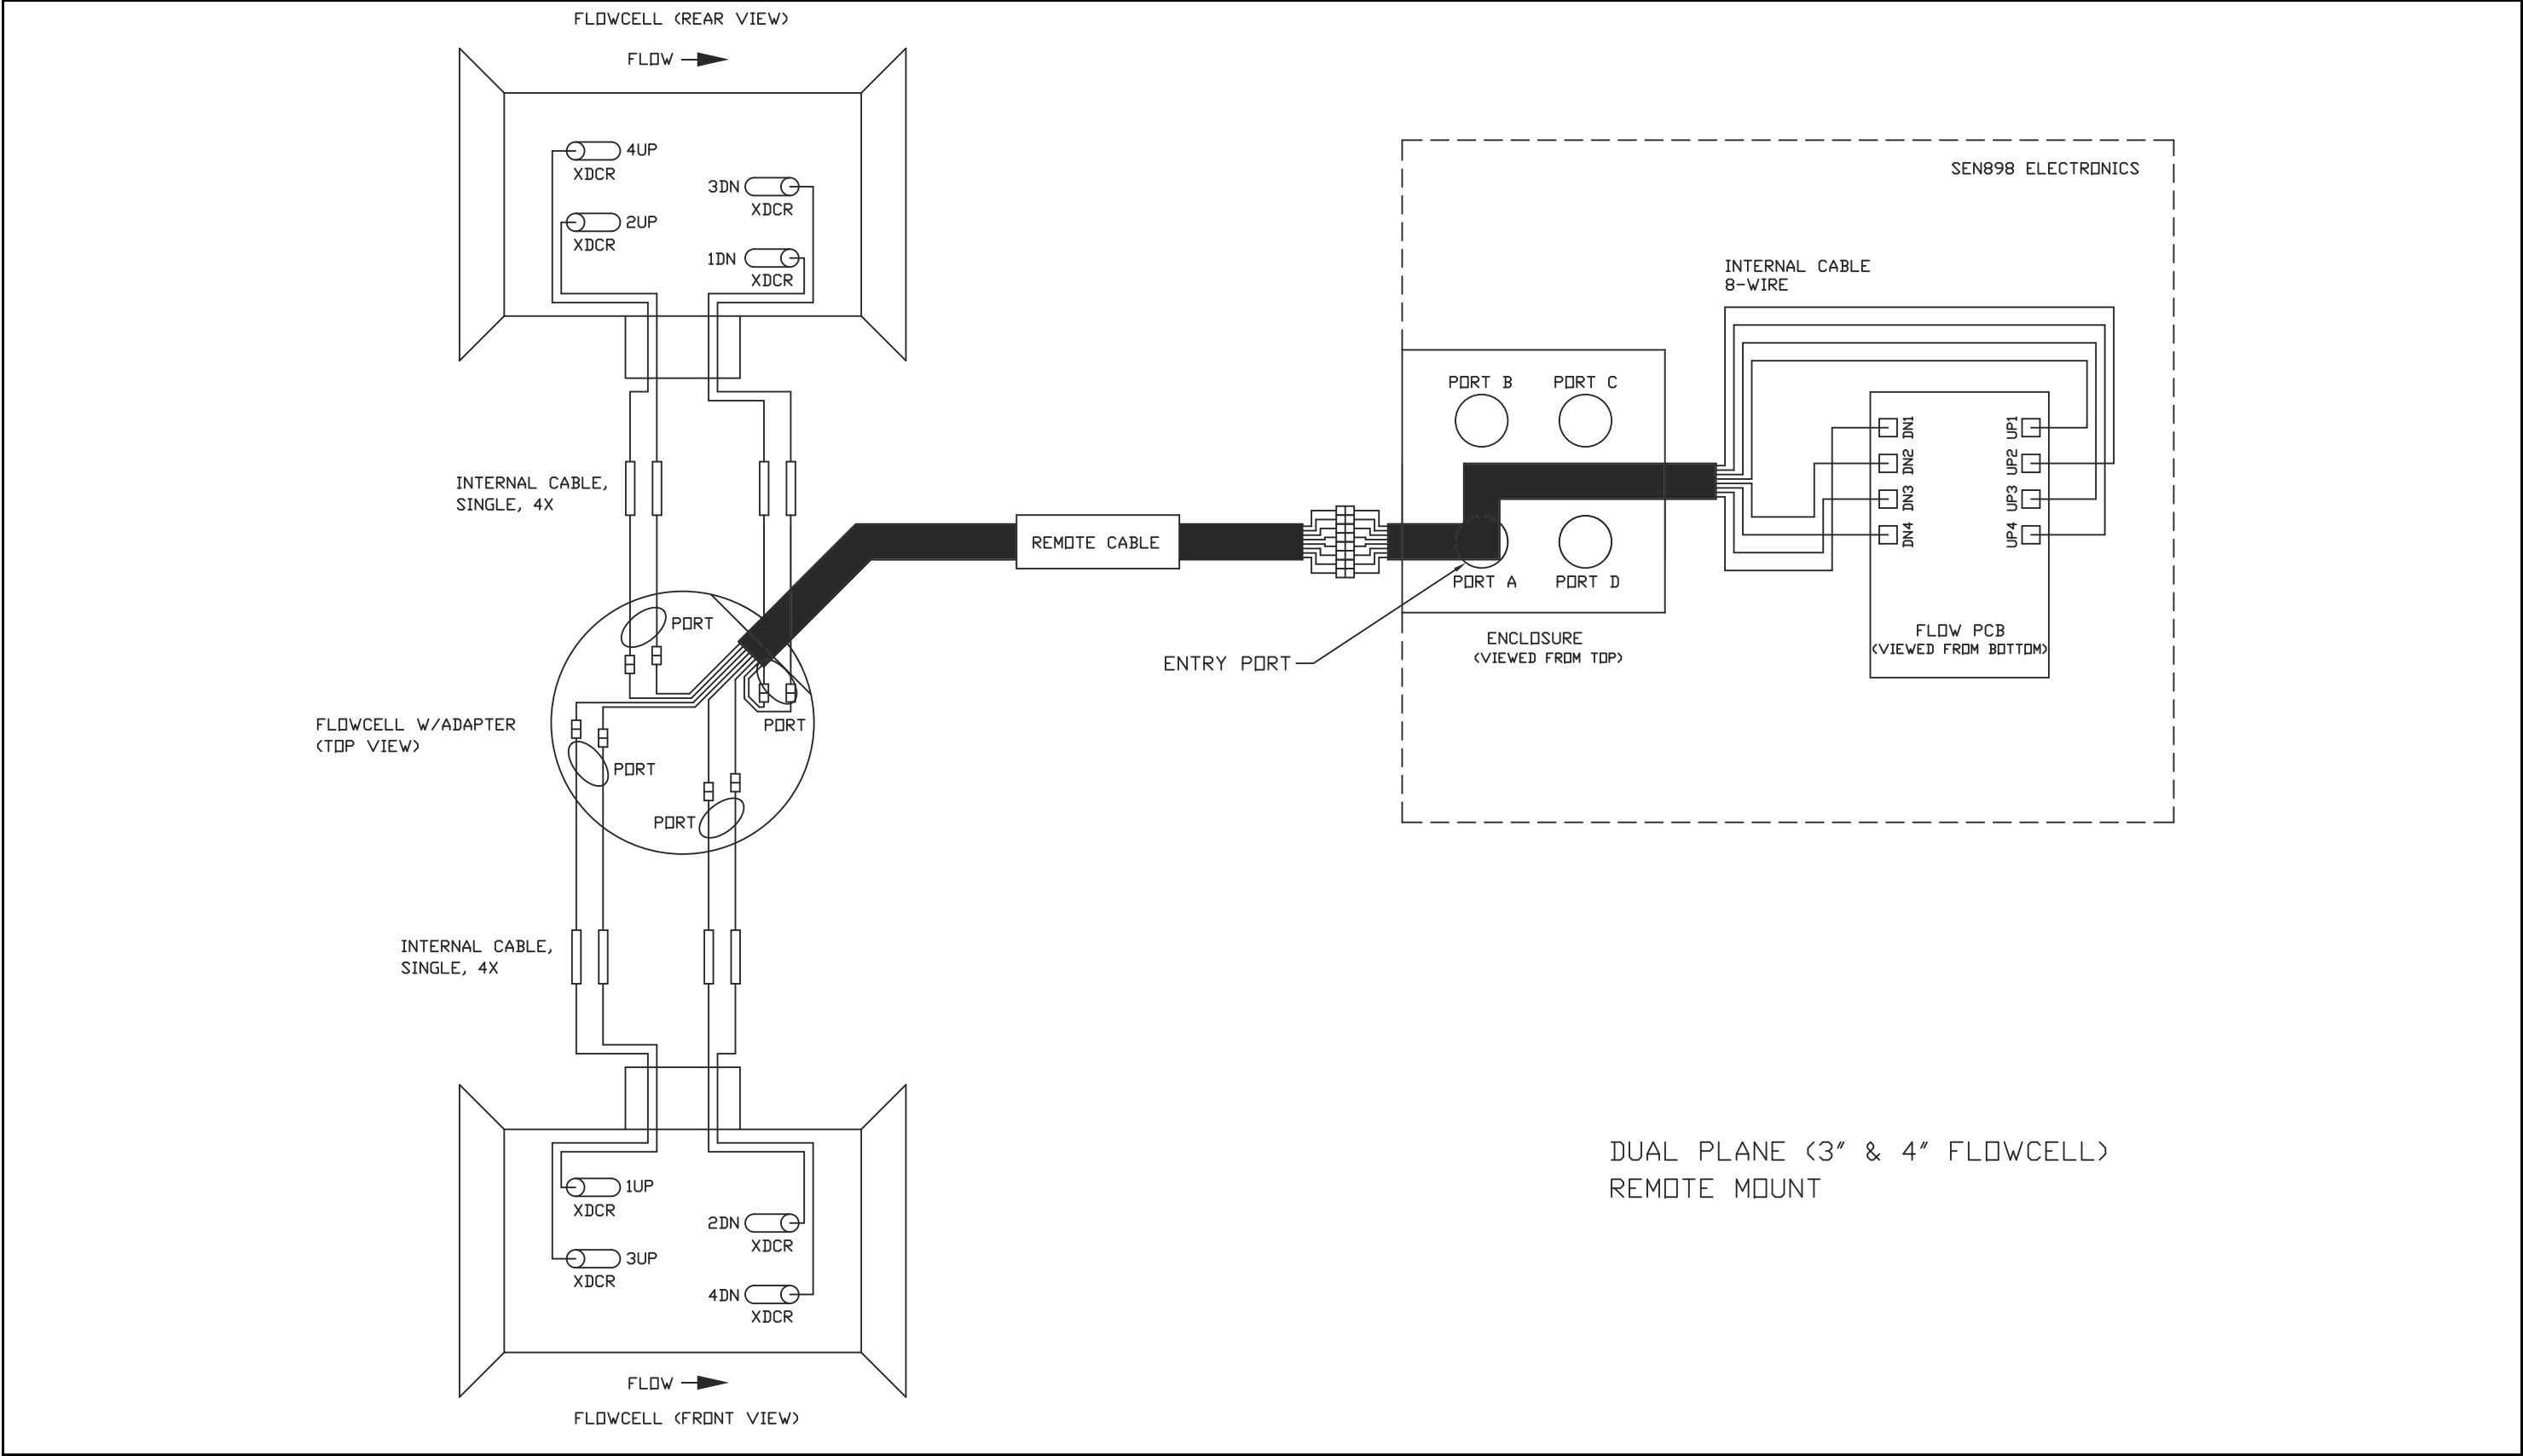 FLOWCELL (REAR VIEW)
FLOW
4UP
XDCR
3DN
XDCR
2UP
XDCR
1DN
XDCR
INTERNAL CABLE,
SINGLE, 4X
PORT
PORT
FLOWCELL W/ADAPTER
(TOP VIEW)
PORT
PORT
REMOTE CABLE
INTERNAL CABLE,
SINGLE, 4X
1UP
XDCR
2DN
XDCR
3UP
XDCR
4DN
XDCR
FLOW
FLOWCELL (FRONT VIEW)
SEN898 ELECTRONICS
INTERNAL CABLE
8-WIRE
PORT B
PORT C
PORT A
PORT D
ENTRY PORT
ENCLOSURE
(VIEWED FROM TOP)
DN1
DN2
DN3
DN4
UP1
UP2
UP3
UP4
FLOW PCB
(VIEWED FROM BOTTOM)
DUAL PLANE (3" & 4" FLOWCELL)
REMOTE MOUNT